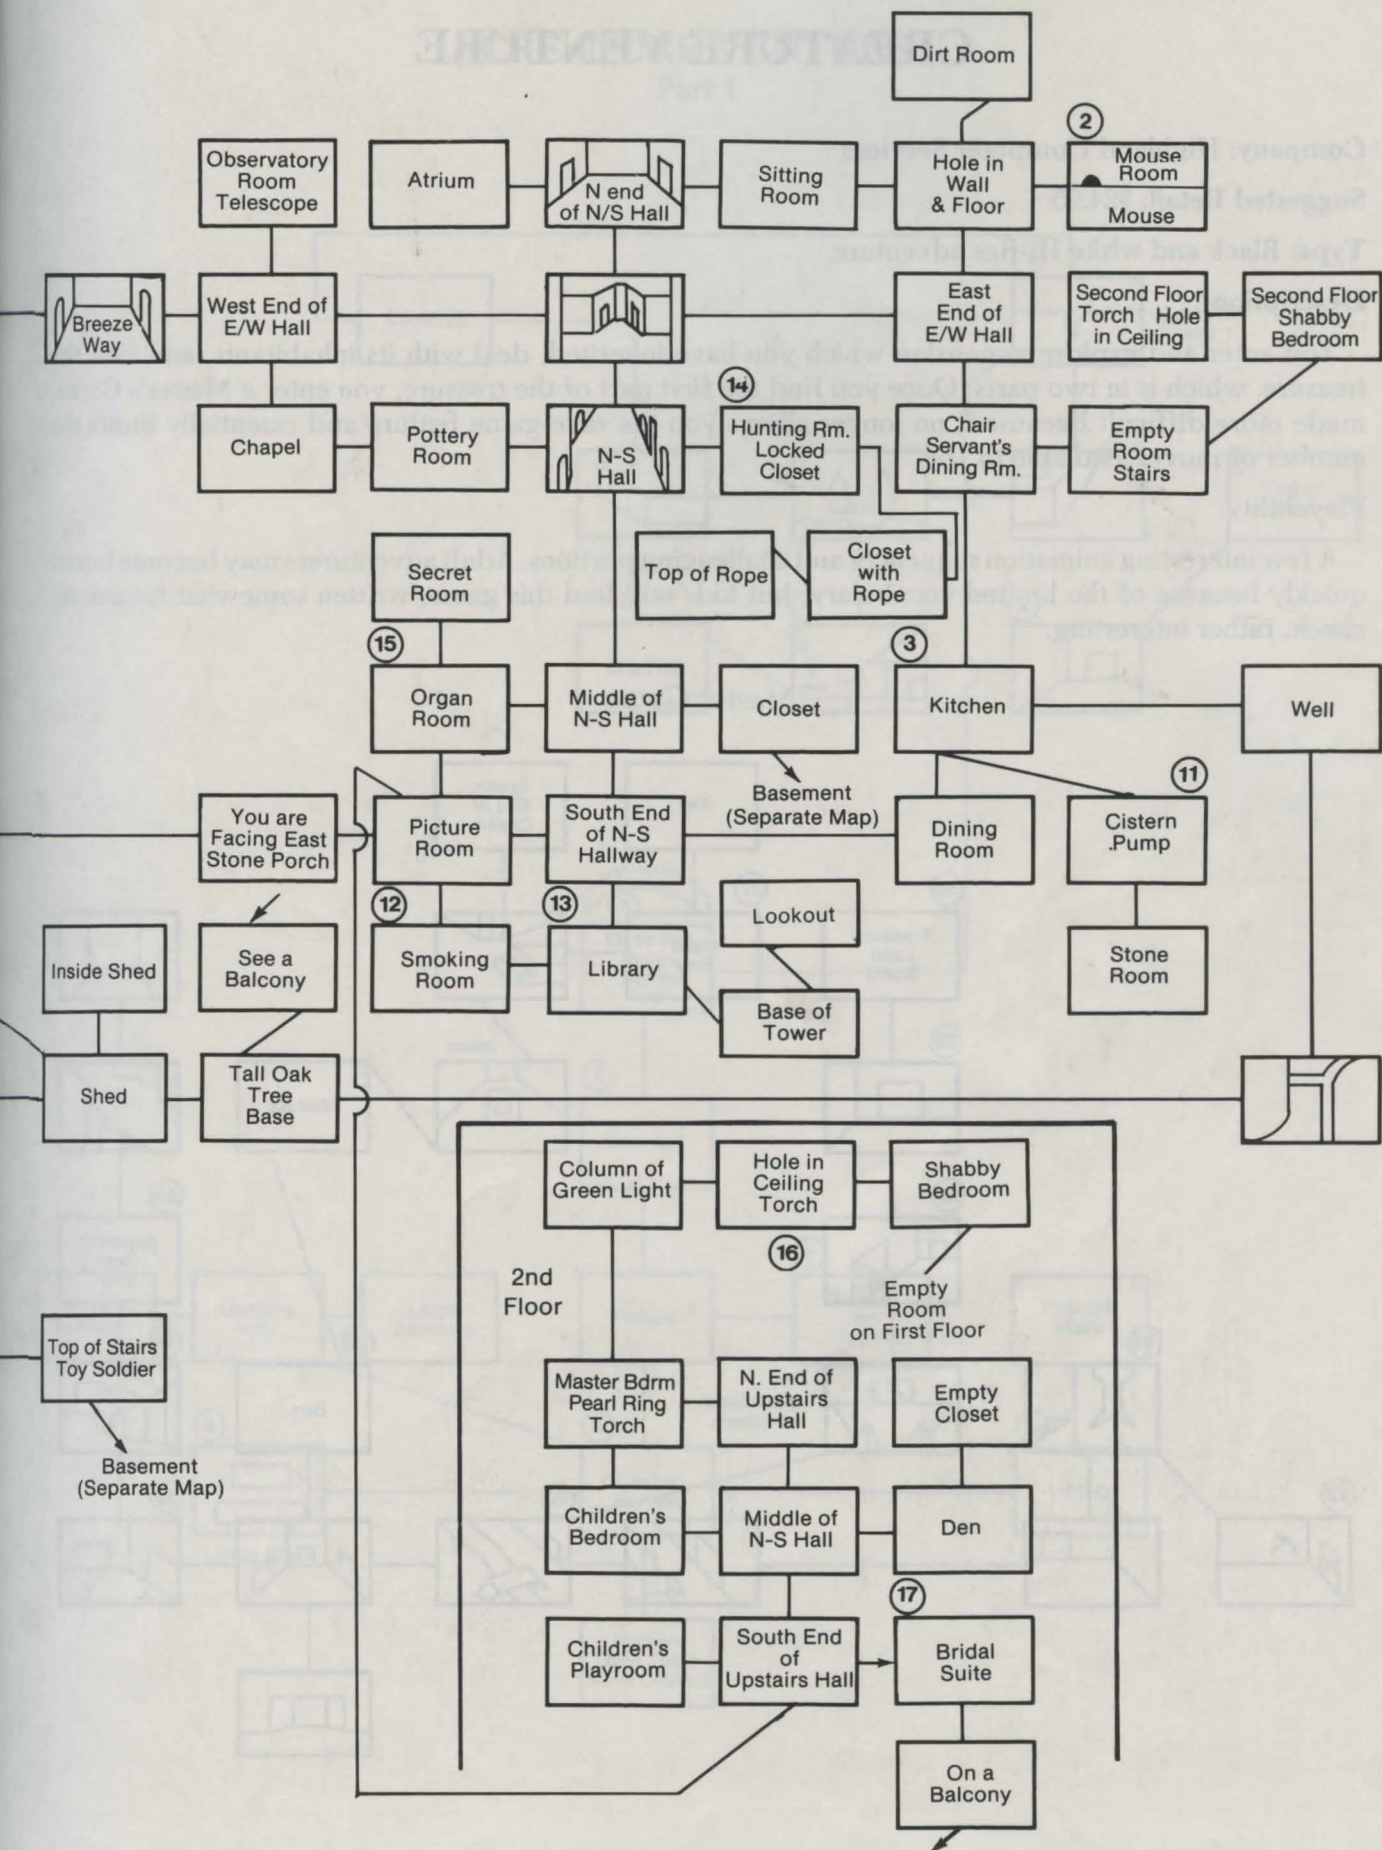 Dirt Room
2
Observatory
Room
Telescope
Atrium
N end
of N/S Hall
Sitting
Room
Hole in
Wall
& Floor
Mouse
Room
Mouse
Breeze
Way
West End of
E/W Hall
East
End of
E/W Hall
Second Floor
Torch Hole
in Ceiling
Second Floor
Shabby
Bedroom
14
Chapel
Pottery
Room
N-S
Hall
Hunting Rm.
Locked
Closet
Chair
Servant's
Dining Rm.
Empty
Room
Stairs
Secret
Room
Top of Rope
Closet
with
Rope
15
3
Organ
Room
Middle of
N-S Hall
Closet
Kitchen
Well
11
Basement
(Separate Map)
You are
Facing East
Stone Porch
Picture
Room
South End
of N-S
Hallway
Dining
Room
Cistern
Pump
12
13
Lookout
Inside Shed
See a
Balcony
Smoking
Room
Library
Stone
Room
Base of
Tower
Shed
Tall Oak
Tree
Base
Column of
Green Light
Hole in
Ceiling
Torch
Shabby
Bedroom
16
2nd
Floor
Empty
Room
on First Floor
Top of Stairs
Toy Soldier
Master Bdrm
Pearl Ring
Torch
N. End of
Upstairs
Hall
Empty
Closet
Basement
(Separate Map)
Children's
Bedroom
Middle of
N-S Hall
Den
17
Children's
Playroom
South End
of
Upstairs Hall
Bridal
Suite
On a
Balcony